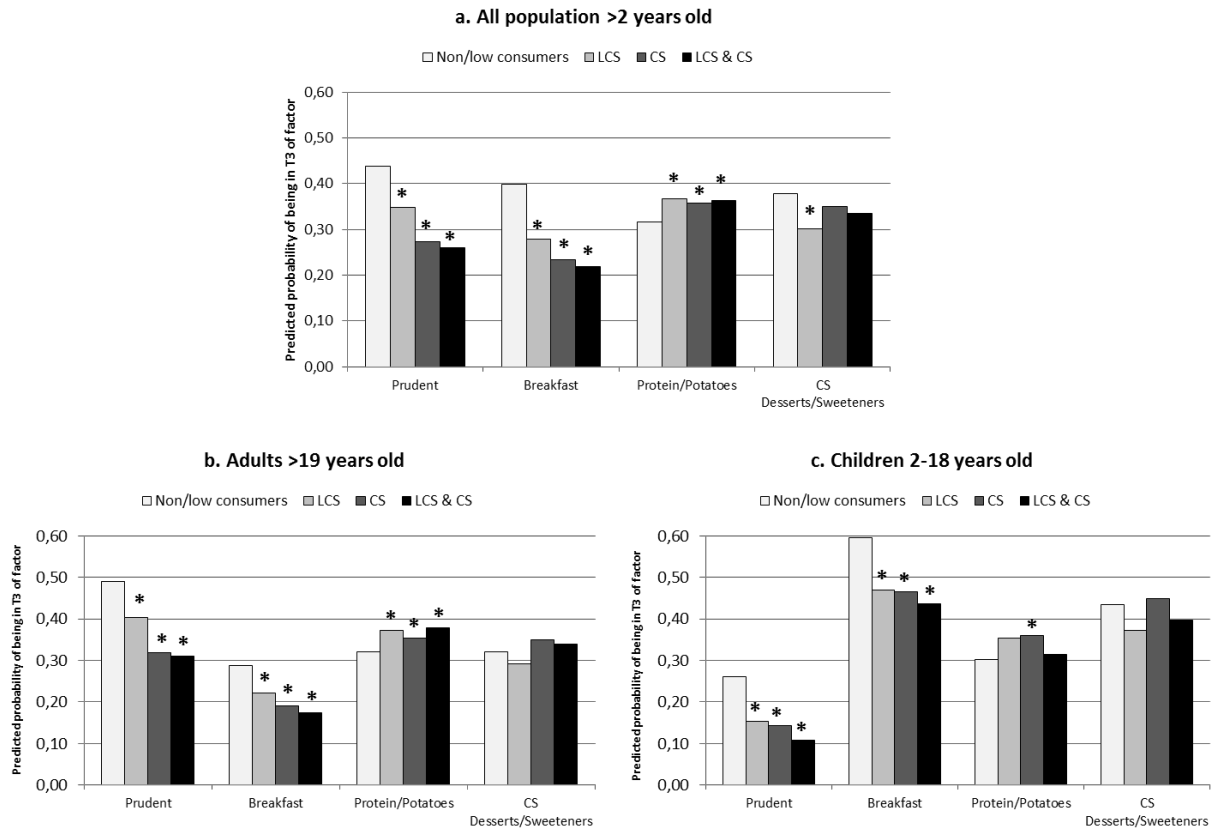 a. All population >2 years old
Non/low consumers LCS CS LCS & CS
Predicted probability of being in T3 of factor
0,60
0,50
0,40
0,30
0,20
0,10
0,00
* * * * * * * * * *
Prudent Breakfast Protein/Potatoes CS
Desserts/Sweeteners
b. Adults >19 years old
Non/low consumers LCS CS LCS & CS
Predicted probability of being in T3 of factor
0,60
0,50
0,40
0,30
0,20
0,10
0,00
* * * * * * * * *
Prudent Breakfast Protein/Potatoes CS
Desserts/Sweeteners
c. Children 2-18 years old
Non/low consumers LCS CS LCS & CS
Predicted probability of being in T3 of factor
0,60
0,50
0,40
0,30
0,20
0,10
0,00
* * * * * * *
Prudent Breakfast Protein/Potatoes CS
Desserts/Sweeteners